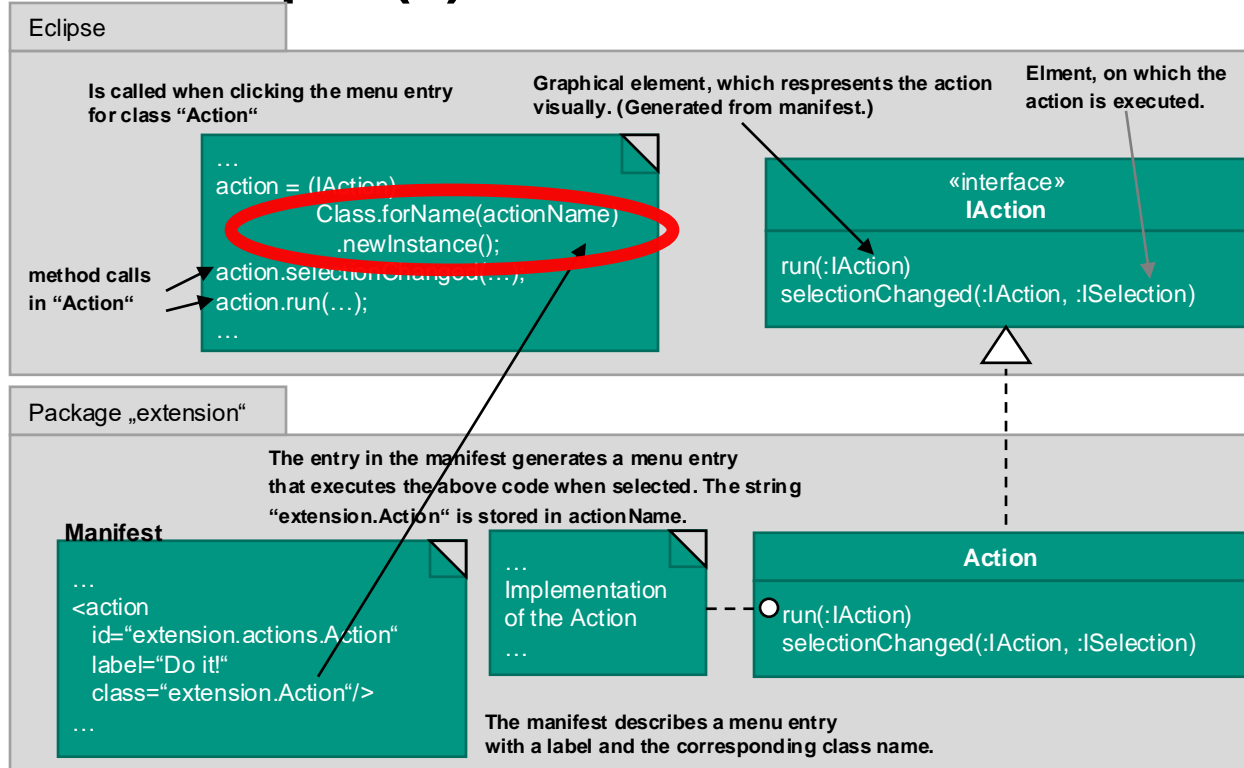 Eclipse
Is called when clicking the menu entry
for class “Action“
Graphical element, which respresents the action
visually. (Generated from manifest.)
Elment, on which the
action is executed.
…
action = (IAction)
Class.forName(actionName)
.newInstance();
action.selectionChanged(…);
action.run(…);
…
method calls
in “Action“
«interface»
IAction
run(:IAction)
selectionChanged(:IAction, :ISelection)
Package „extension“
The entry in the manifest generates a menu entry
that executes the above code when selected. The string
“extension.Action“ is stored in actionName.
Manifest
…
<action
id=“extension.actions.Action“
label=“Do it!“
class=“extension.Action“/>
…
…
Implementation
of the Action
…
Action
run(:IAction)
selectionChanged(:IAction, :ISelection)
The manifest describes a menu entry
with a label and the corresponding class name.